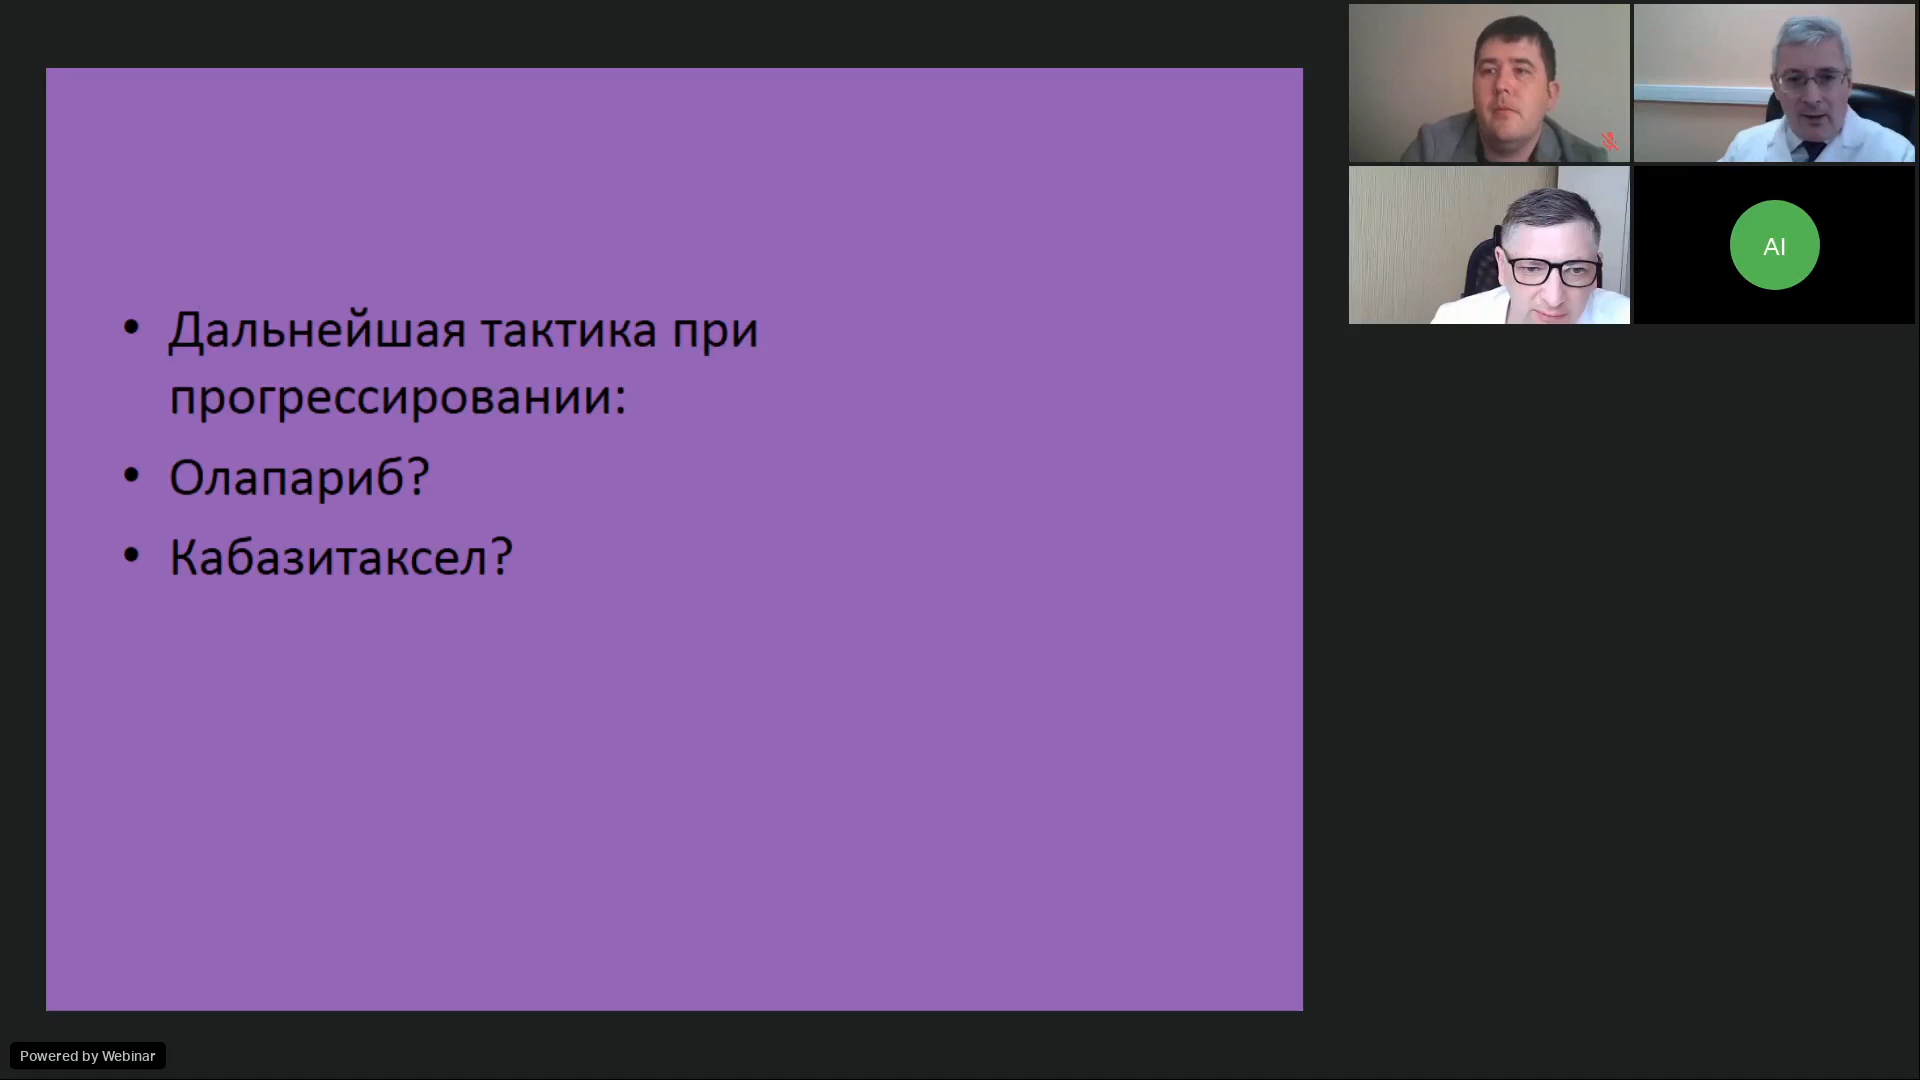 • Дальнейшая тактика при
прогрессировании:
• Олапариб?
• Кабазитаксел?
AI
Powered by Webinar